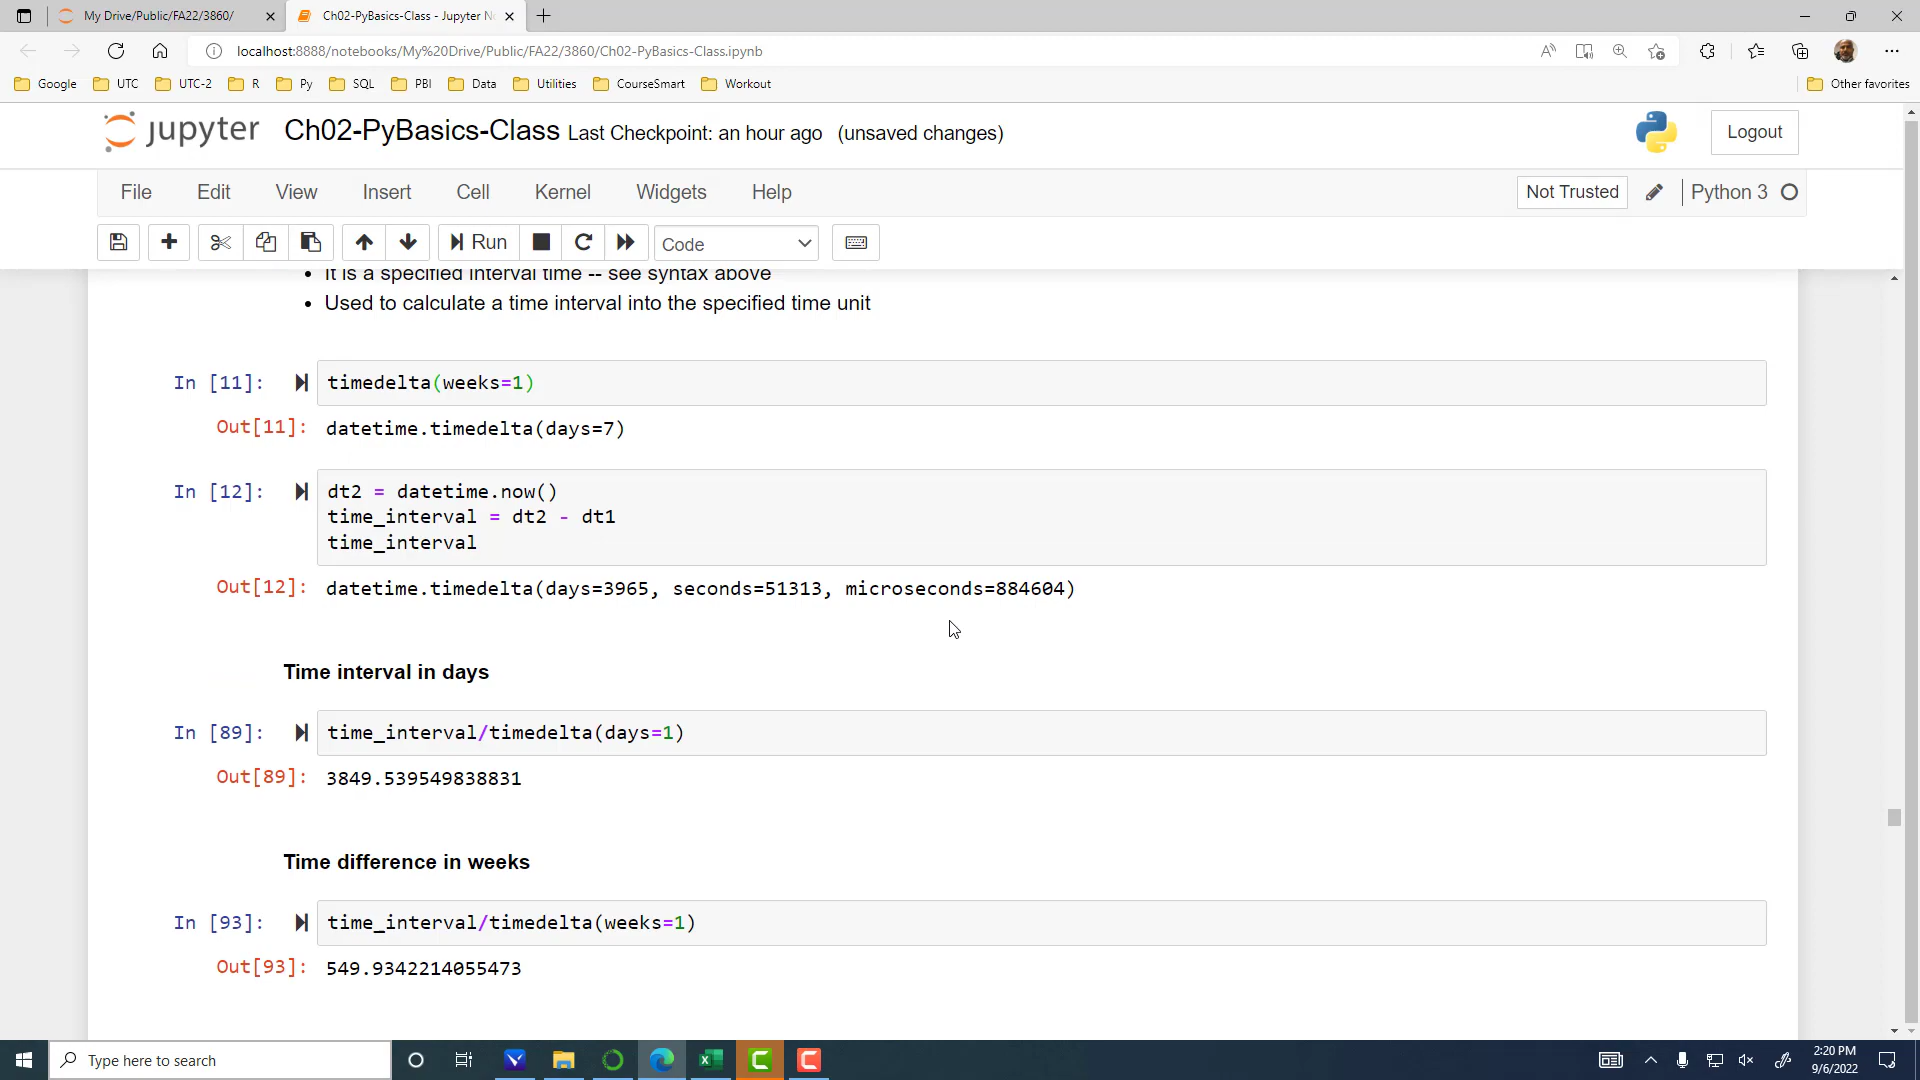 My Drive/Public/FA22/3860/
Ch02-PyBasics-Class - Jupyter No
localhost:8888/notebooks/My%20Drive/Public/FA22/3860/Ch02-PyBasics-Class.ipynb
Google UTC UTC-2 R Py SQL PBI Data Utilities CourseSmart Workout Other favorites
jupyter Ch02-PyBasics-Class Last Checkpoint: an hour ago (unsaved changes) Logout
File Edit View Insert Cell Kernel Widgets Help Not Trusted Python 3
Run Code
• It is a specified interval time -- see syntax above
• Used to calculate a time interval into the specified time unit
In [11]: timedelta(weeks=1)
Out[11]: datetime.timedelta(days=7)
In [12]: dt2 = datetime.now()
time_interval = dt2 - dt1
time_interval
Out[12]: datetime.timedelta(days=3965, seconds=51313, microseconds=884604)
Time interval in days
In [89]: time_interval/timedelta(days=1)
Out[89]: 3849.539549838831
Time difference in weeks
In [93]: time_interval/timedelta(weeks=1)
Out[93]: 549.9342214055473
Type here to search
2:20 PM
9/6/2022